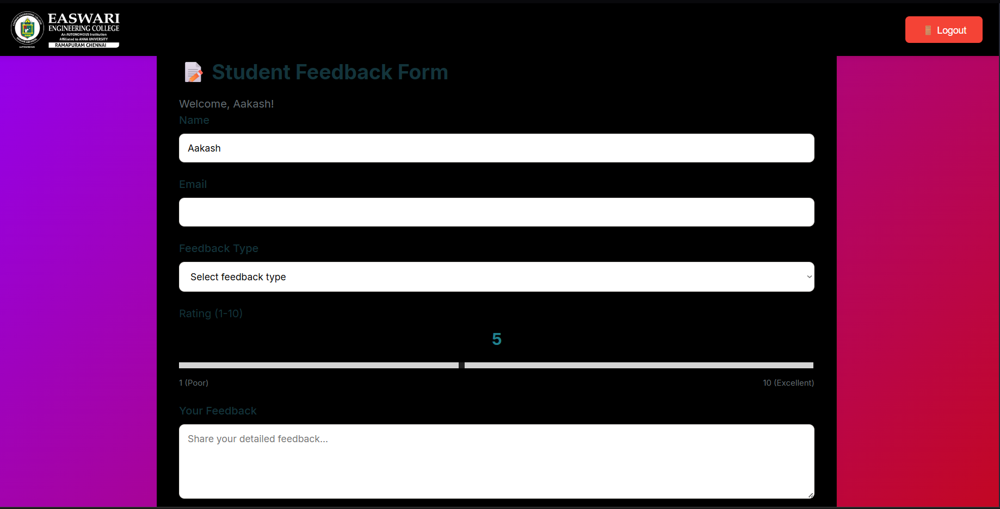 EASWARI
ENGINEERING COLLEGE
An AUTONOMOUS Institution
Affiliated to ANNA UNIVERSITY
RAMAPURAM CHENNAI
AUTONOMOUS
Logout
Student Feedback Form
Welcome, Aakash!
Name
Aakash
Email
Feedback Type
Select feedback type
Rating (1-10)
5
1 (Poor)
10 (Excellent)
Your Feedback
Share your detailed feedback...